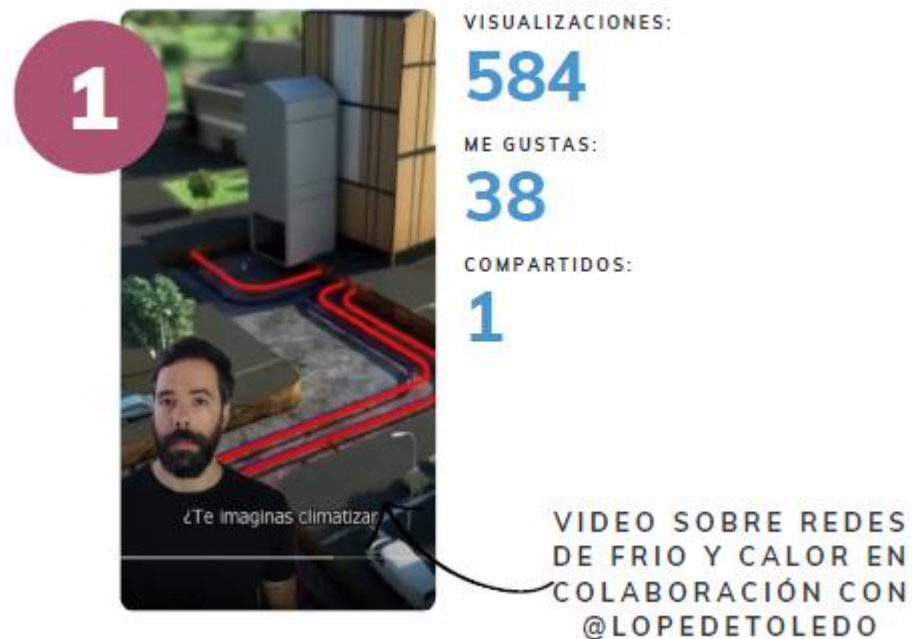 1
VISUALIZACIONES:
584
ME GUSTAS:
38
COMPARTIDOS:
1
¿Te imaginas climatizar
VIDEO SOBRE REDES
DE FRIO Y CALOR EN
COLABORACIÓN CON
@LOPEDETOLEDO